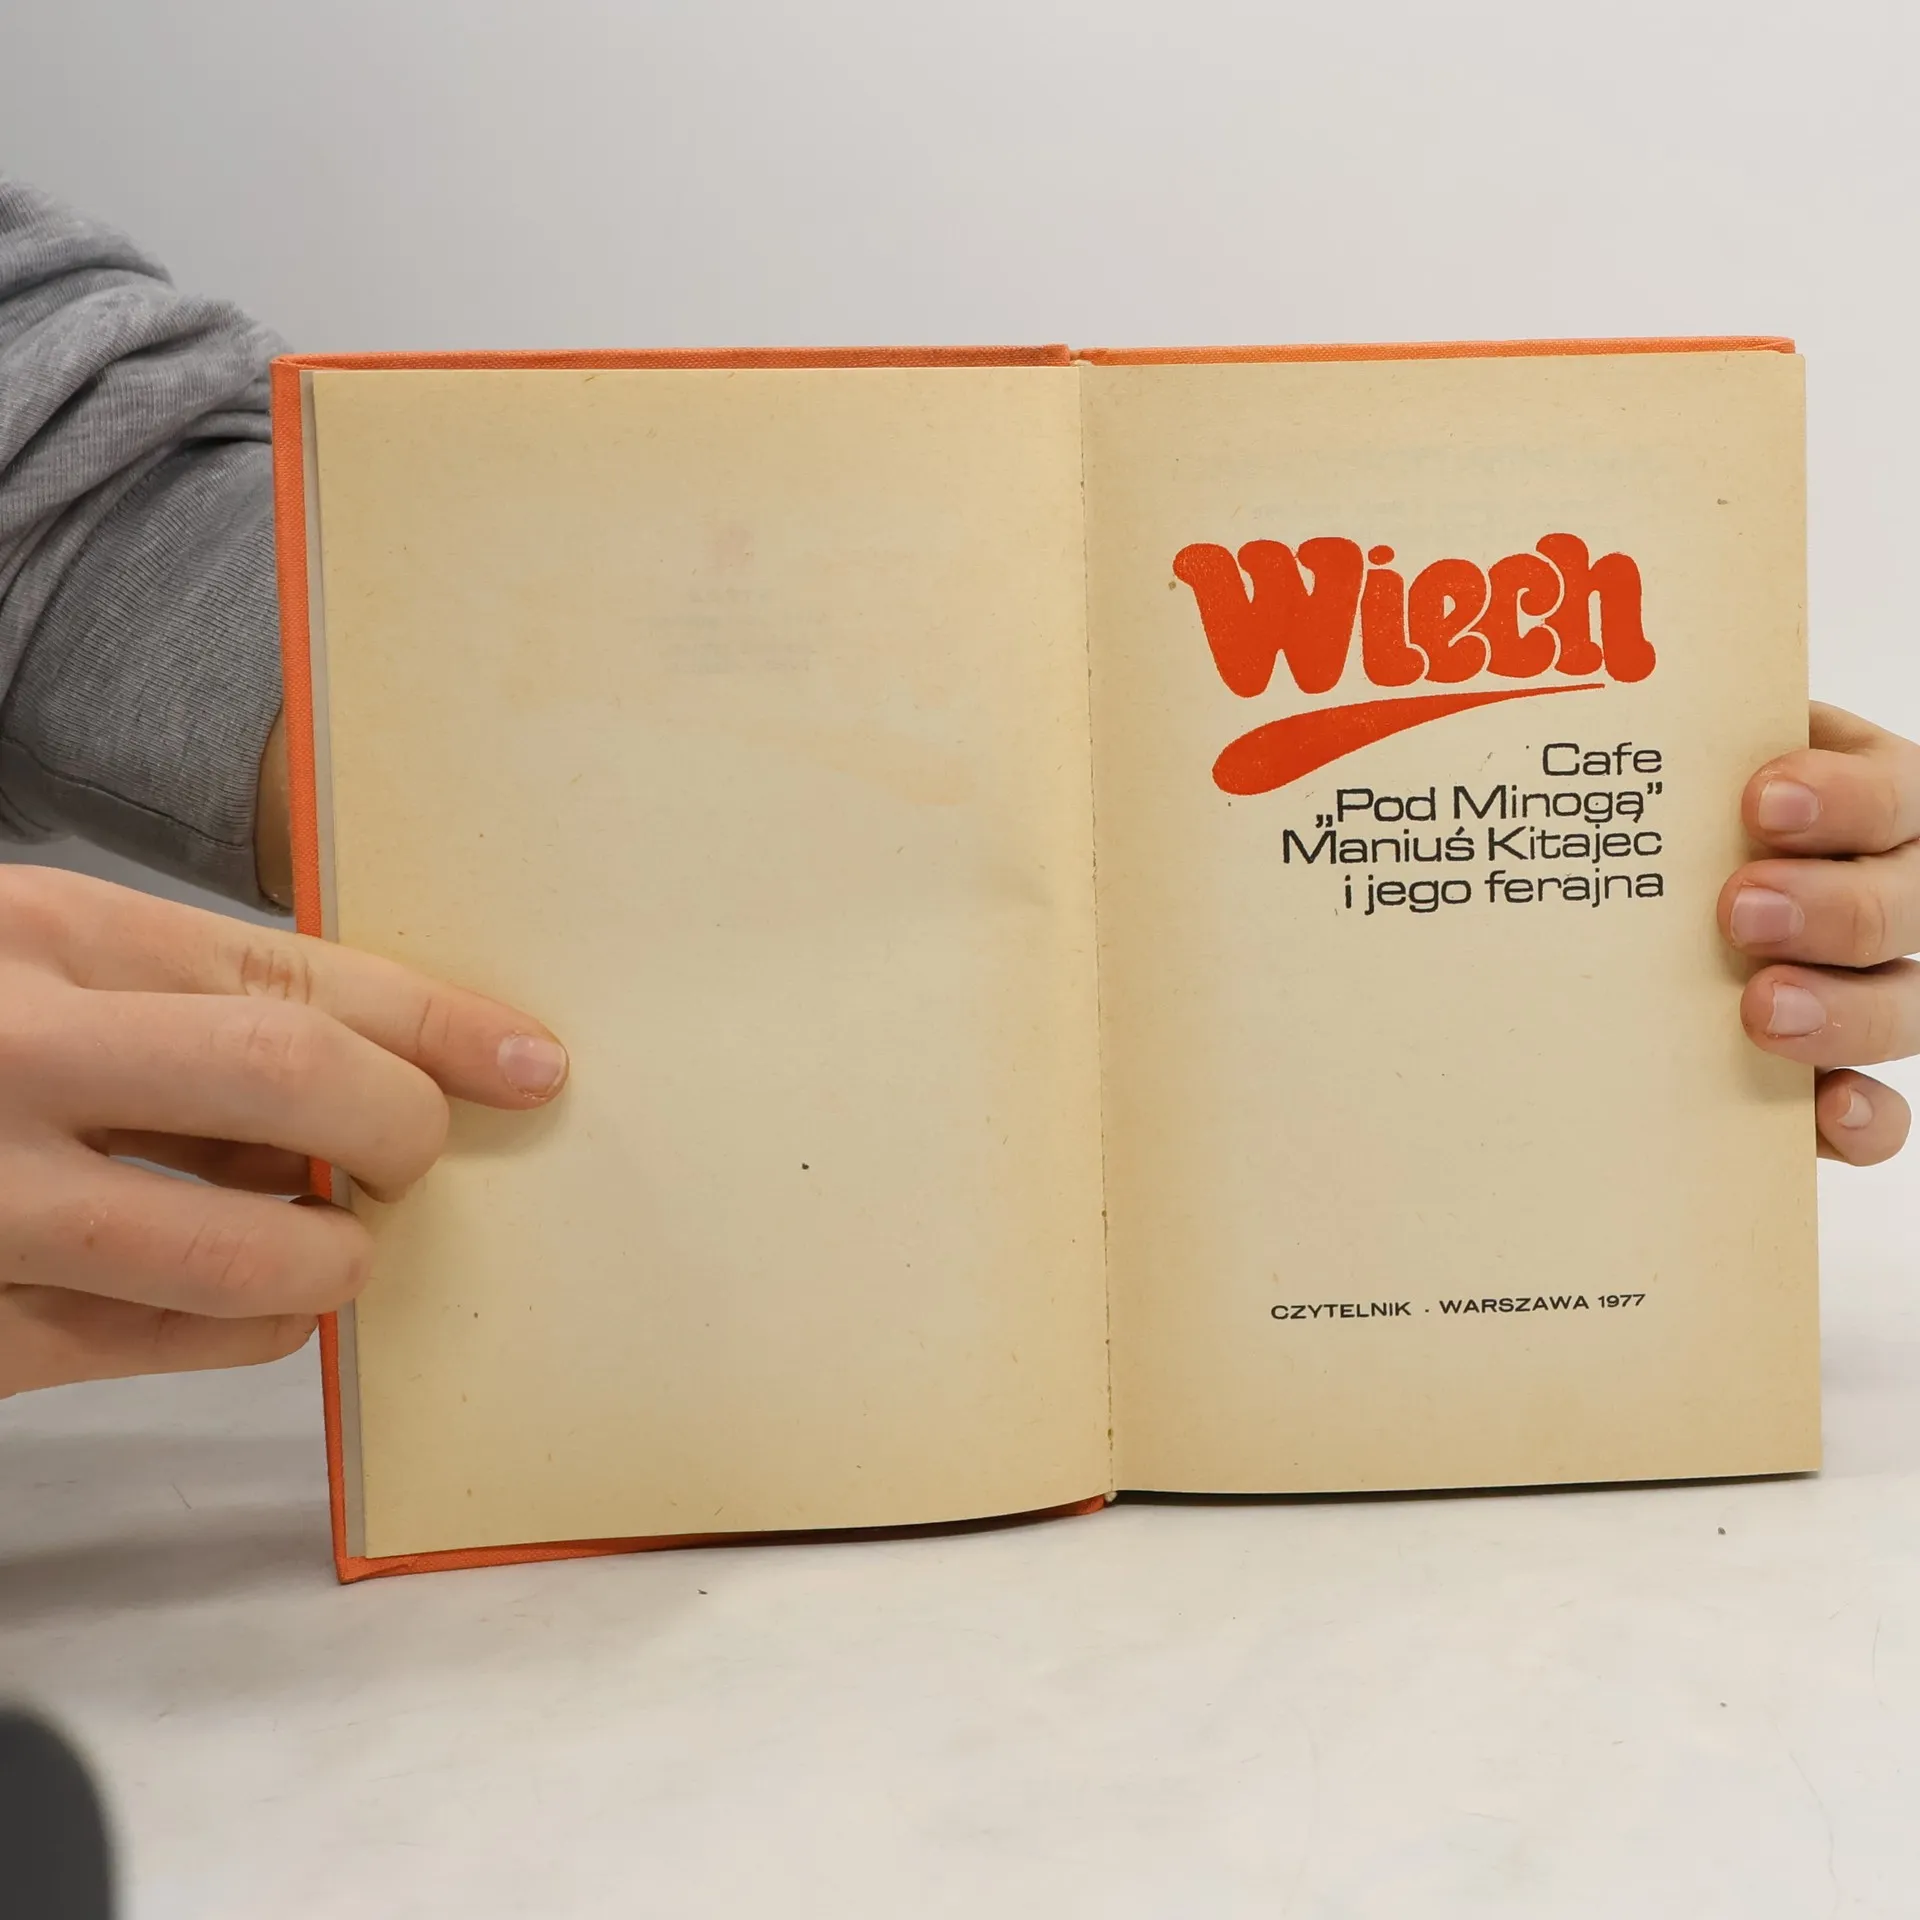 Wiech
Cafe
„Pod Minogą”
Maniuś Kitajec
i jego ferajna
CZYTELNIK . WARSZAWA 1977